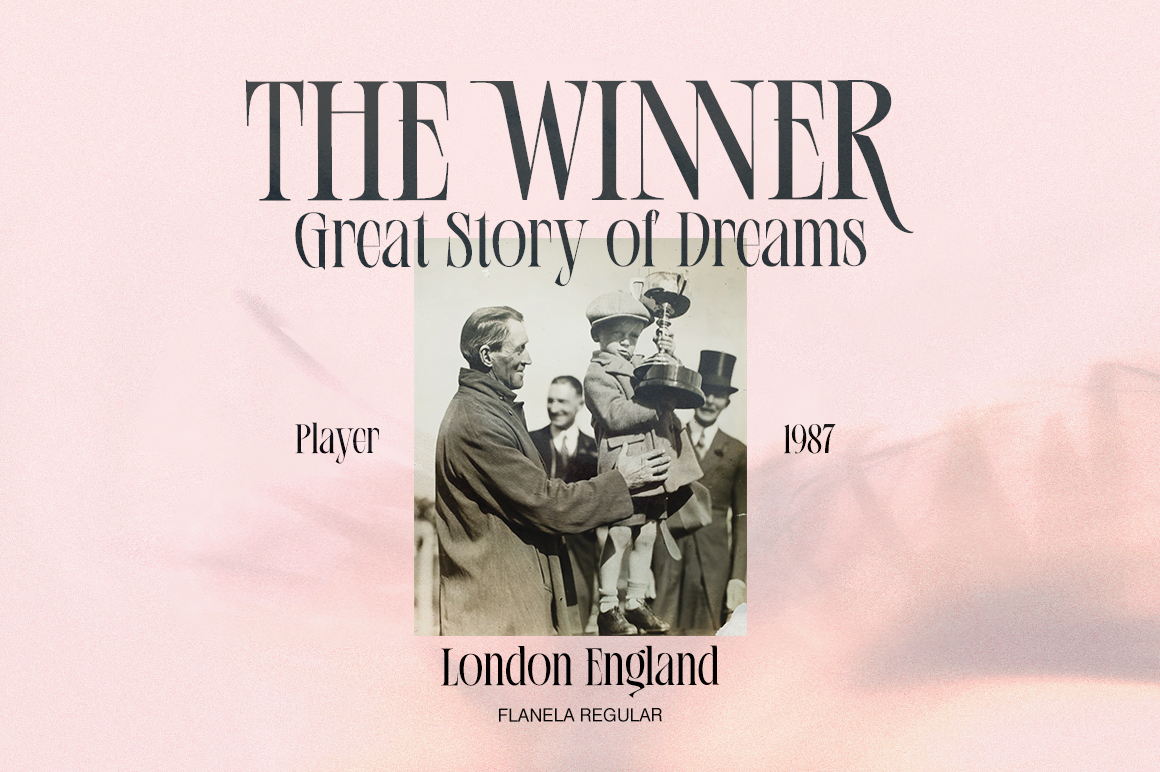 THE WINNER
Great Story of Dreams
Player
1987
London England
FLANELA REGULAR